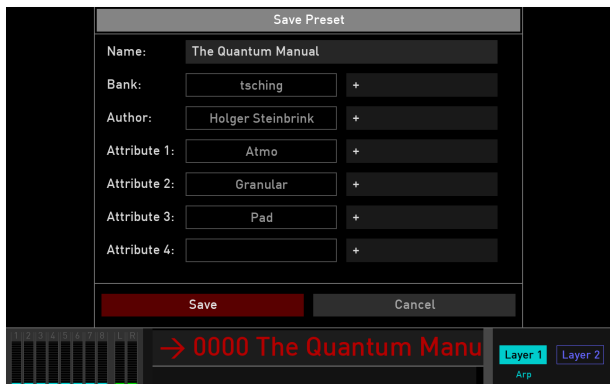 Save Preset
Name: The Quantum Manual
Bank: tsching +
Author: Holger Steinbrink +
Attribute 1: Atmo +
Attribute 2: Granular +
Attribute 3: Pad +
Attribute 4: +
Save Cancel
1 2 3 4 5 6 7 8 L R
→ 0000 The Quantum Manu
Layer 1 Layer 2
Arp